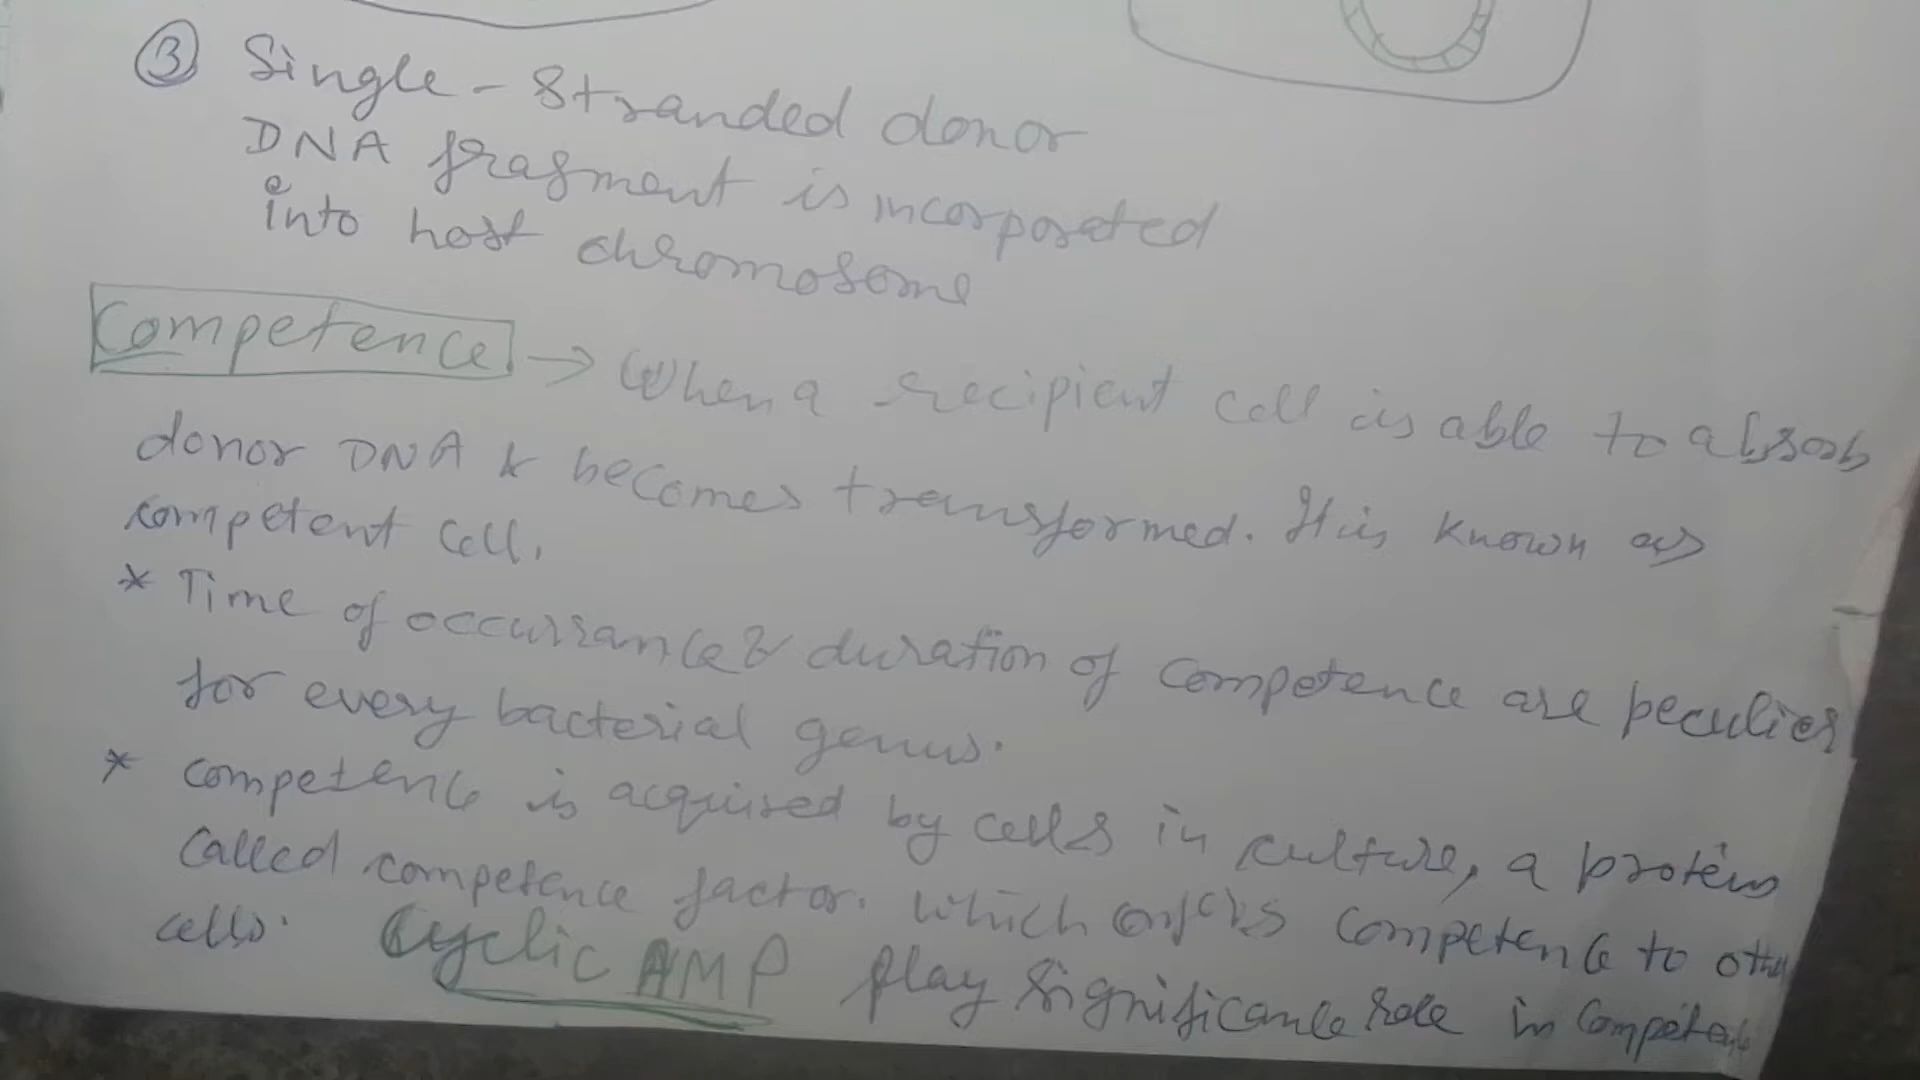 ③ Single-Stranded donor
DNA fragment is incorporated
into host chromosome
Competence → When a recipient cell is able to absorb
donor DNA & becomes transformed. It is known as
competent cell.
* Time of occurrance & duration of competence are peculier
for every bacterial genus.
* competence is acquired by cells in culture, a protein
called competence factor. Which confers competence to other
cells. Cyclic AMP play significance role in Competence